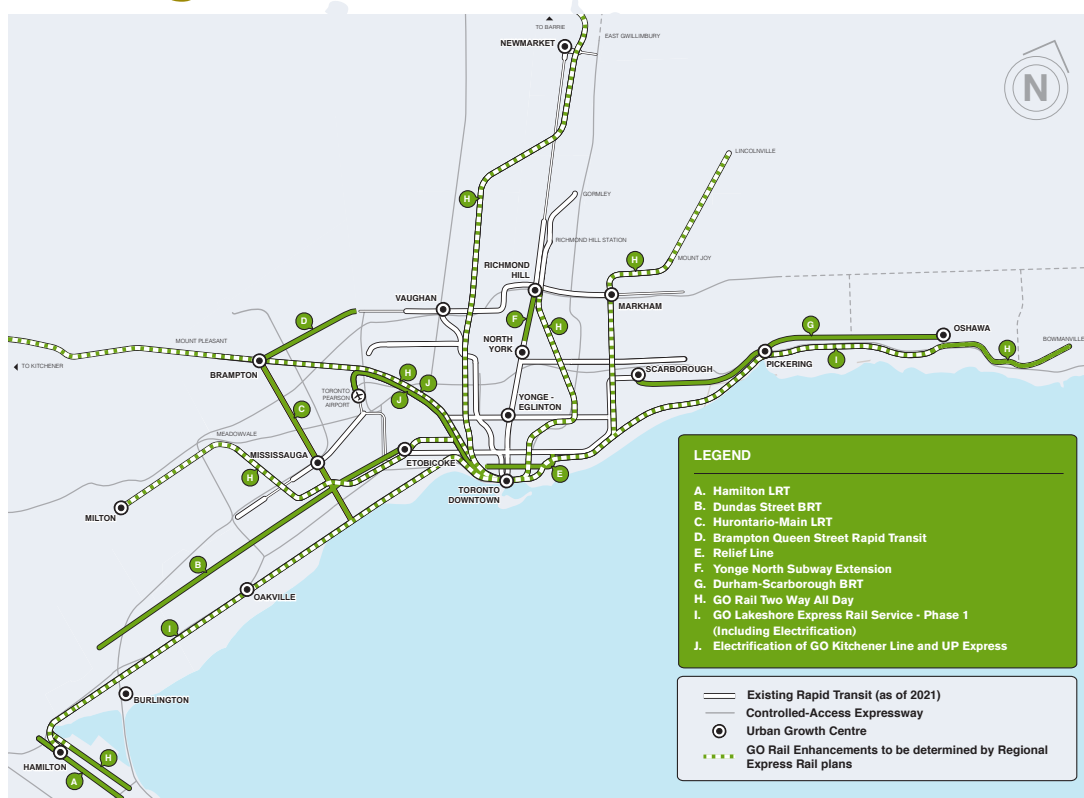 TO BARRIE
NEWMARKET
EAST GWILLIMBURY
N
LINCOLNVILLE
H
GORMLEY
RICHMOND HILL STATION
H
MOUNT JOY
RICHMOND
HILL
VAUGHAN
MARKHAM
D
F
H
G
OSHAWA
MOUNT PLEASANT
NORTH
YORK
H
BOWMANVILLE
TO KITCHENER
BRAMPTON
PICKERING
I
H
J
SCARBOROUGH
TORONTO
PEARSON
AIRPORT
J
YONGE -
EGLINTON
C
MEADOWVALE
MISSISSAUGA
ETOBICOKE
H
E
TORONTO
DOWNTOWN
MILTON
B
OAKVILLE
I
BURLINGTON
HAMILTON
H
A
LEGEND
A. Hamilton LRT
B. Dundas Street BRT
C. Hurontario-Main LRT
D. Brampton Queen Street Rapid Transit
E. Relief Line
F. Yonge North Subway Extension
G. Durham-Scarborough BRT
H. GO Rail Two Way All Day
I. GO Lakeshore Express Rail Service - Phase 1
(Including Electrification)
J. Electrification of GO Kitchener Line and UP Express
Existing Rapid Transit (as of 2021)
Controlled-Access Expressway
Urban Growth Centre
GO Rail Enhancements to be determined by Regional
Express Rail plans